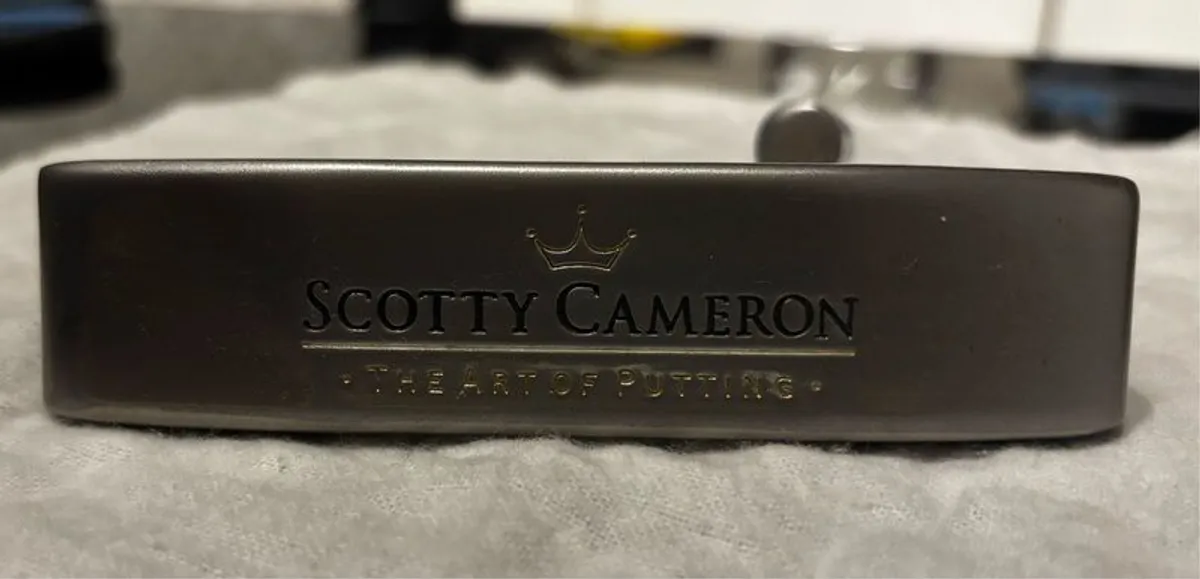 SCOTTY CAMERON
· THE ART OF PUTTING ·